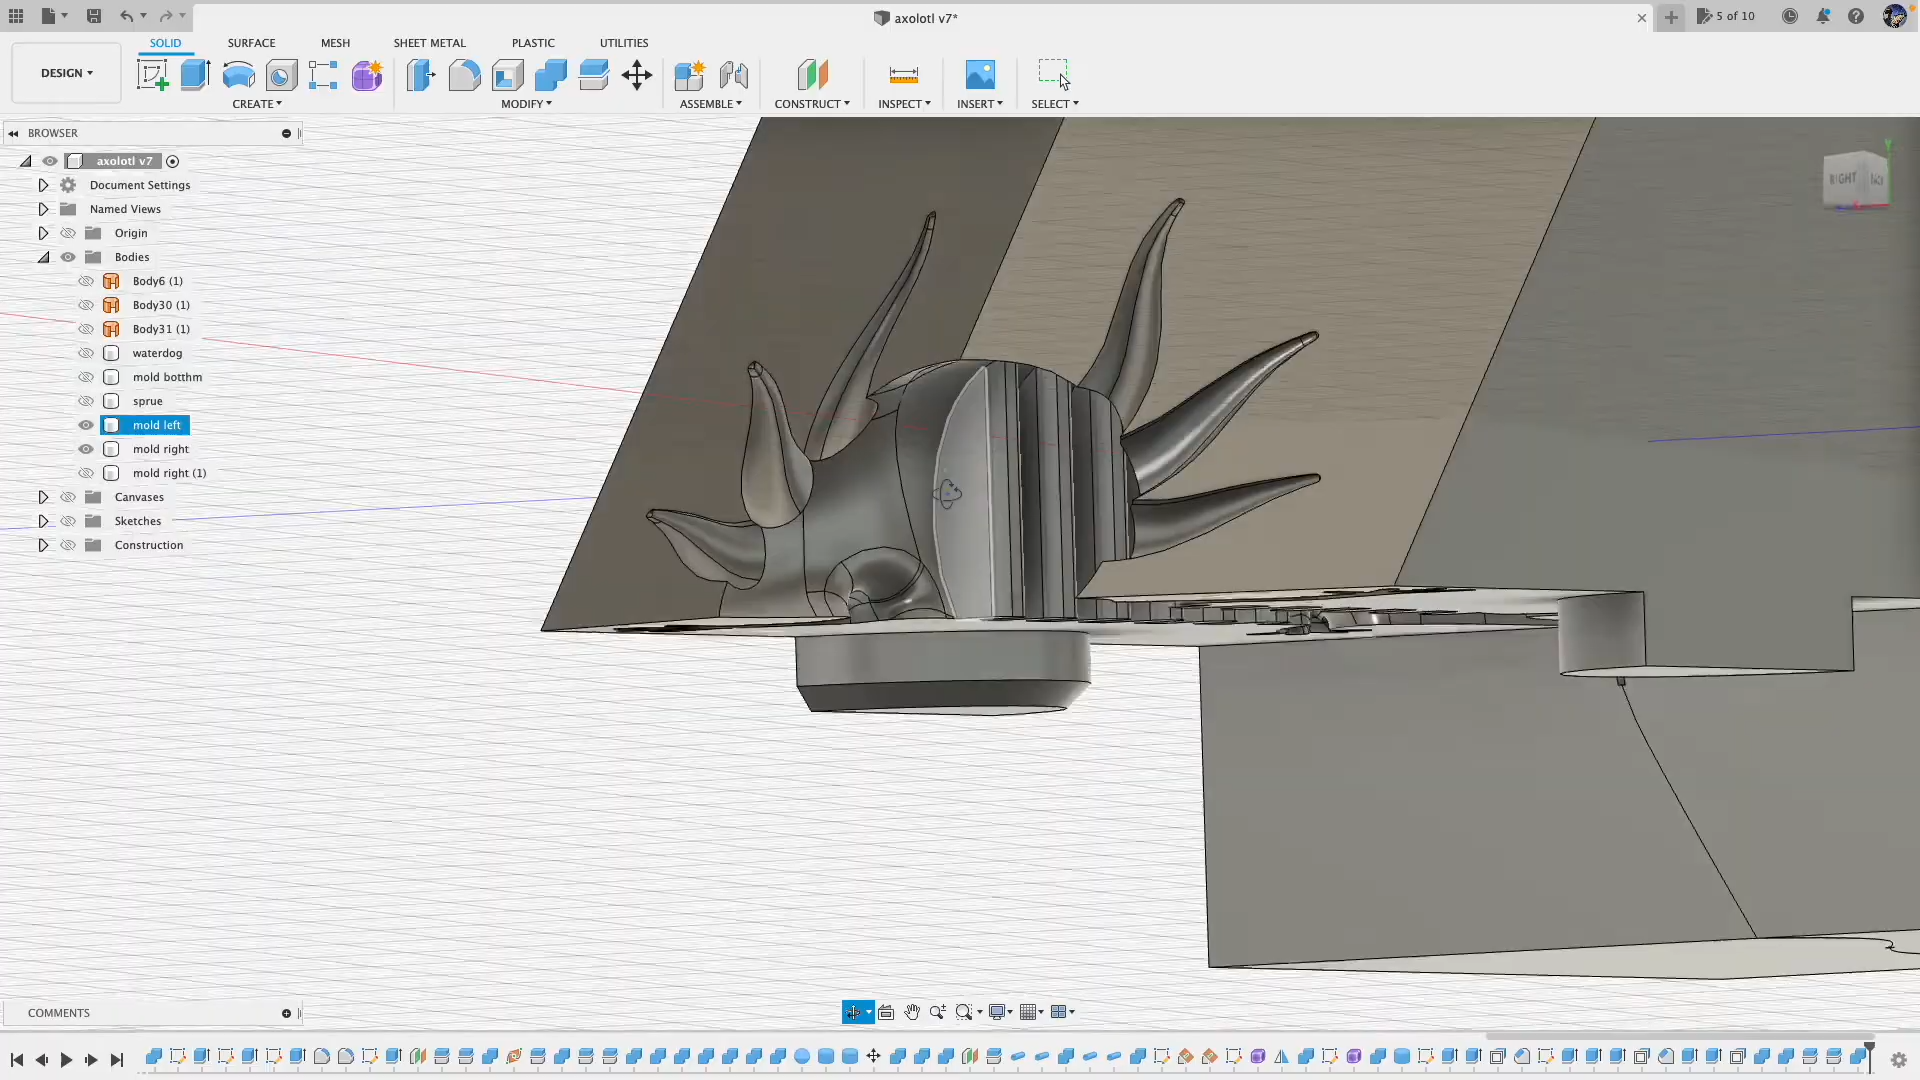 axolotl v7*
5 of 10
SOLID
SURFACE
MESH
SHEET METAL
PLASTIC
UTILITIES
DESIGN
CREATE
MODIFY
ASSEMBLE
CONSTRUCT
INSPECT
INSERT
SELECT
BROWSER
axolotl v7
Document Settings
Named Views
Origin
Bodies
Body6 (1)
Body30 (1)
Body31 (1)
waterdog
mold botthm
sprue
mold left
mold right
mold right (1)
Canvases
Sketches
Construction
RIGHT
COMMENTS